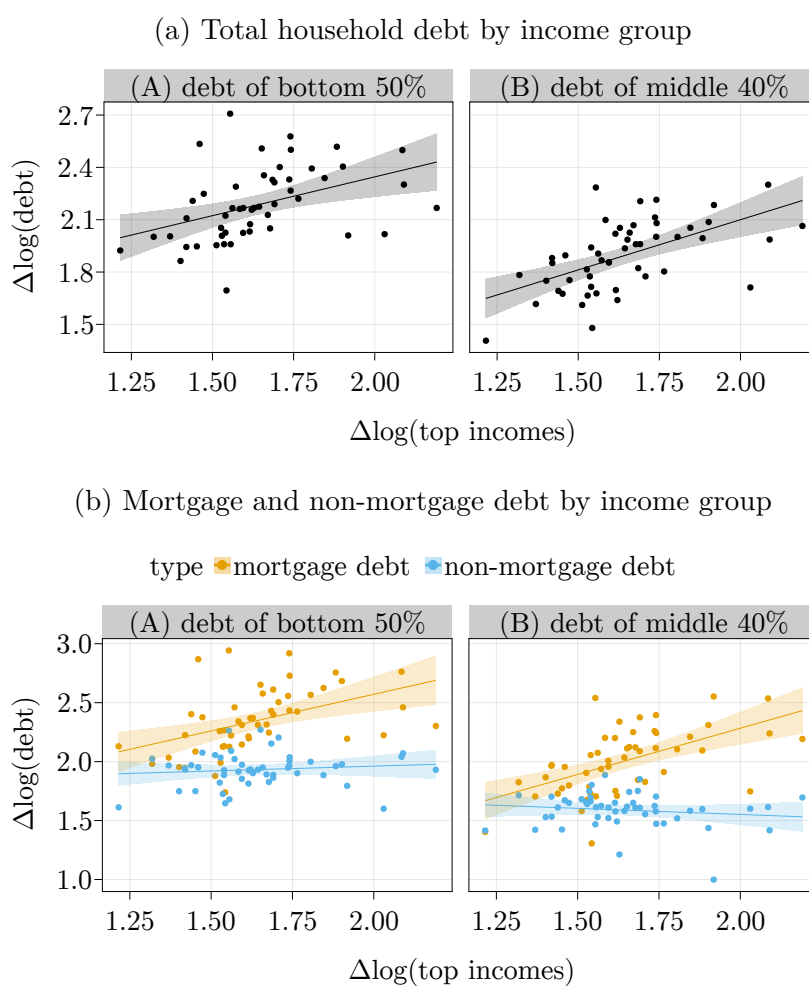 (a) Total household debt by income group
(A) debt of bottom 50% (B) debt of middle 40%
Δlog(debt)
2.7
2.4
2.1
1.8
1.5
1.25 1.50 1.75 2.00 1.25 1.50 1.75 2.00
Δlog(top incomes)
(b) Mortgage and non-mortgage debt by income group
type mortgage debt non-mortgage debt
(A) debt of bottom 50% (B) debt of middle 40%
Δlog(debt)
3.0
2.5
2.0
1.5
1.0
1.25 1.50 1.75 2.00 1.25 1.50 1.75 2.00
Δlog(top incomes)